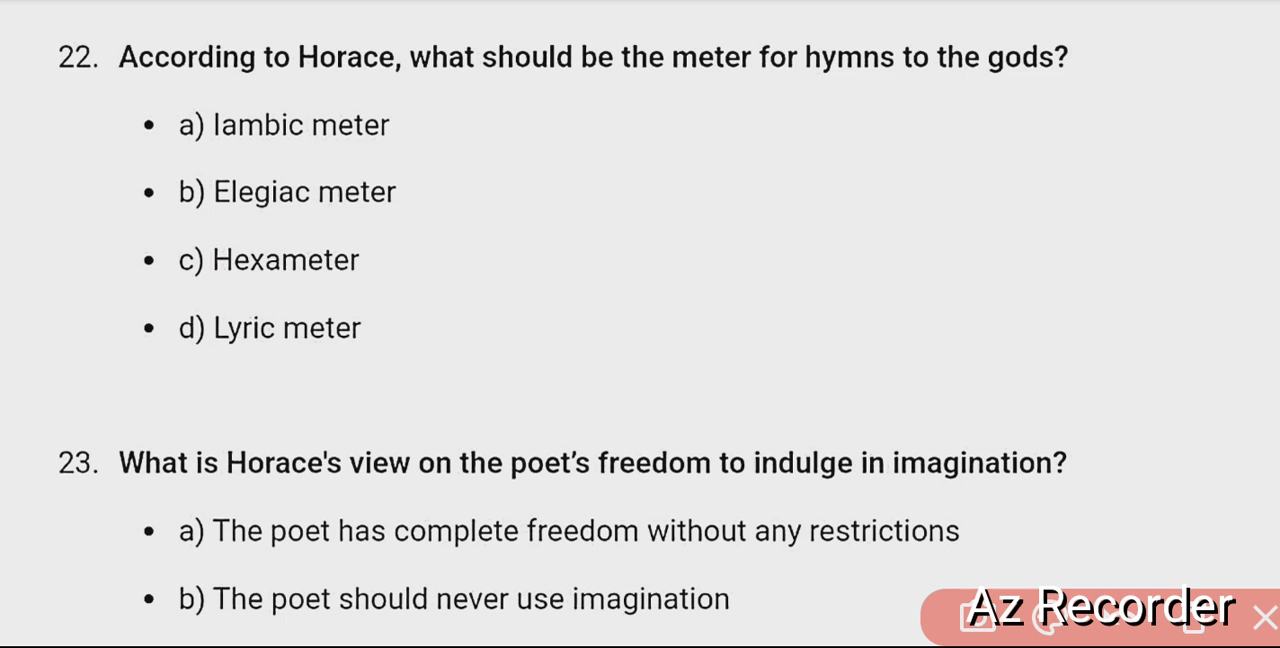 22. According to Horace, what should be the meter for hymns to the gods?
• a) Iambic meter
• b) Elegiac meter
• c) Hexameter
• d) Lyric meter
23. What is Horace's view on the poet’s freedom to indulge in imagination?
• a) The poet has complete freedom without any restrictions
• b) The poet should never use imagination
Az Recorder